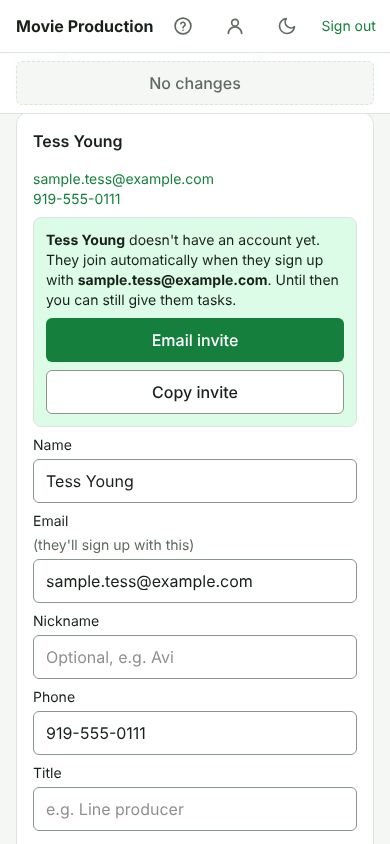 Movie Production
Sign out
No changes
Tess Young
sample.tess@example.com
919-555-0111
Tess Young doesn't have an account yet.
They join automatically when they sign up
with sample.tess@example.com. Until then
you can still give them tasks.
Email invite
Copy invite
Name
Tess Young
Email
(they'll sign up with this)
sample.tess@example.com
Nickname
Optional, e.g. Avi
Phone
919-555-0111
Title
e.g. Line producer